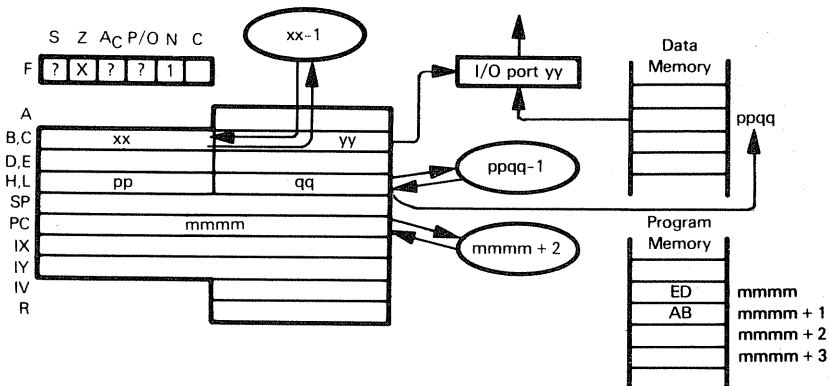 S Z AC P/O N C
F ? X ? ? 1
xx-1
I/O port yy
Data
Memory
ppqq
A
B,C xx yy
D,E
H,L pp qq
ppqq-1
SP
PC mmmm
mmmm + 2
IX
IY
IV
R
Program
Memory
ED mmmm
AB mmmm + 1
mmmm + 2
mmmm + 3